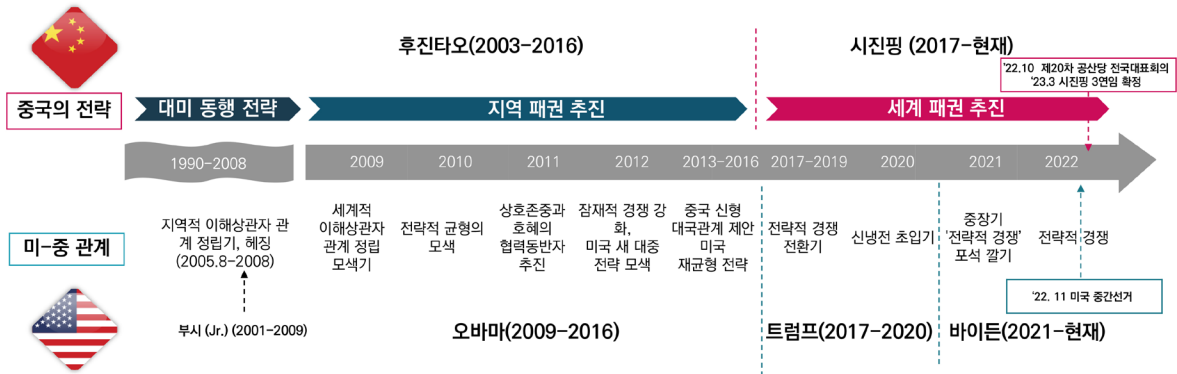 후진타오(2003-2016)
시진핑 (2017-현재)
'22.10 제20차 공산당 전국대표회의
'23.3 시진핑 3연임 확정
중국의 전략
대미 동행 전략
지역 패권 추진
세계 패권 추진
1990-2008
2009
2010
2011
2012
2013-2016
2017-2019
2020
2021
2022
미-중 관계
지역적 이해상관자 관
계 정립기, 헤징
(2005.8-2008)
세계적
이해상관자
관계 정립
모색기
전략적 균형의
모색
상호존중과
호혜의
협력동반자
추진
잠재적 경쟁 강
화,
미국 새 대중
전략 모색
중국 신형
대국관계 제안
미국
재균형 전략
전략적 경쟁
전환기
신냉전 초입기
중장기
'전략적 경쟁'
포석 깔기
전략적 경쟁
'22. 11 미국 중간선거
부시 (Jr.) (2001-2009)
오바마(2009-2016)
트럼프(2017-2020)
바이든(2021-현재)